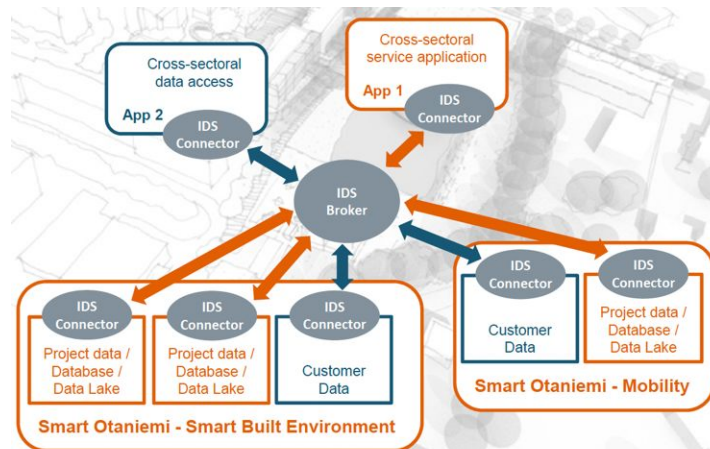 Cross-sectoral
data access
App 2
IDS
Connector
Cross-sectoral
service application
App 1
IDS
Connector
IDS
Broker
IDS
Connector
Project data /
Database /
Data Lake
IDS
Connector
Project data /
Database /
Data Lake
IDS
Connector
Customer
Data
Smart Otaniemi - Smart Built Environment
IDS
Connector
Customer
Data
IDS
Connector
Project data /
Database /
Data Lake
Smart Otaniemi - Mobility